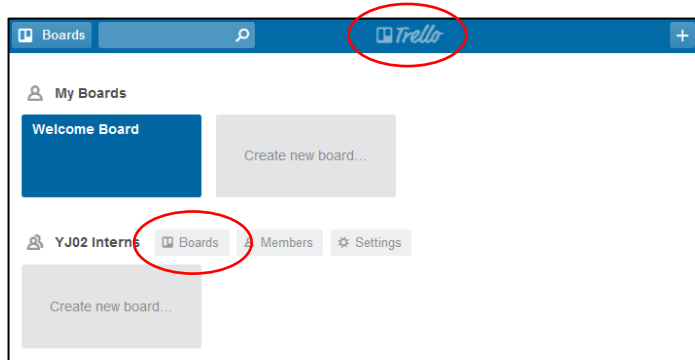 Boards Trello +
My Boards
Welcome Board
Create new board...
YJ02 Interns Boards Members Settings
Create new board...